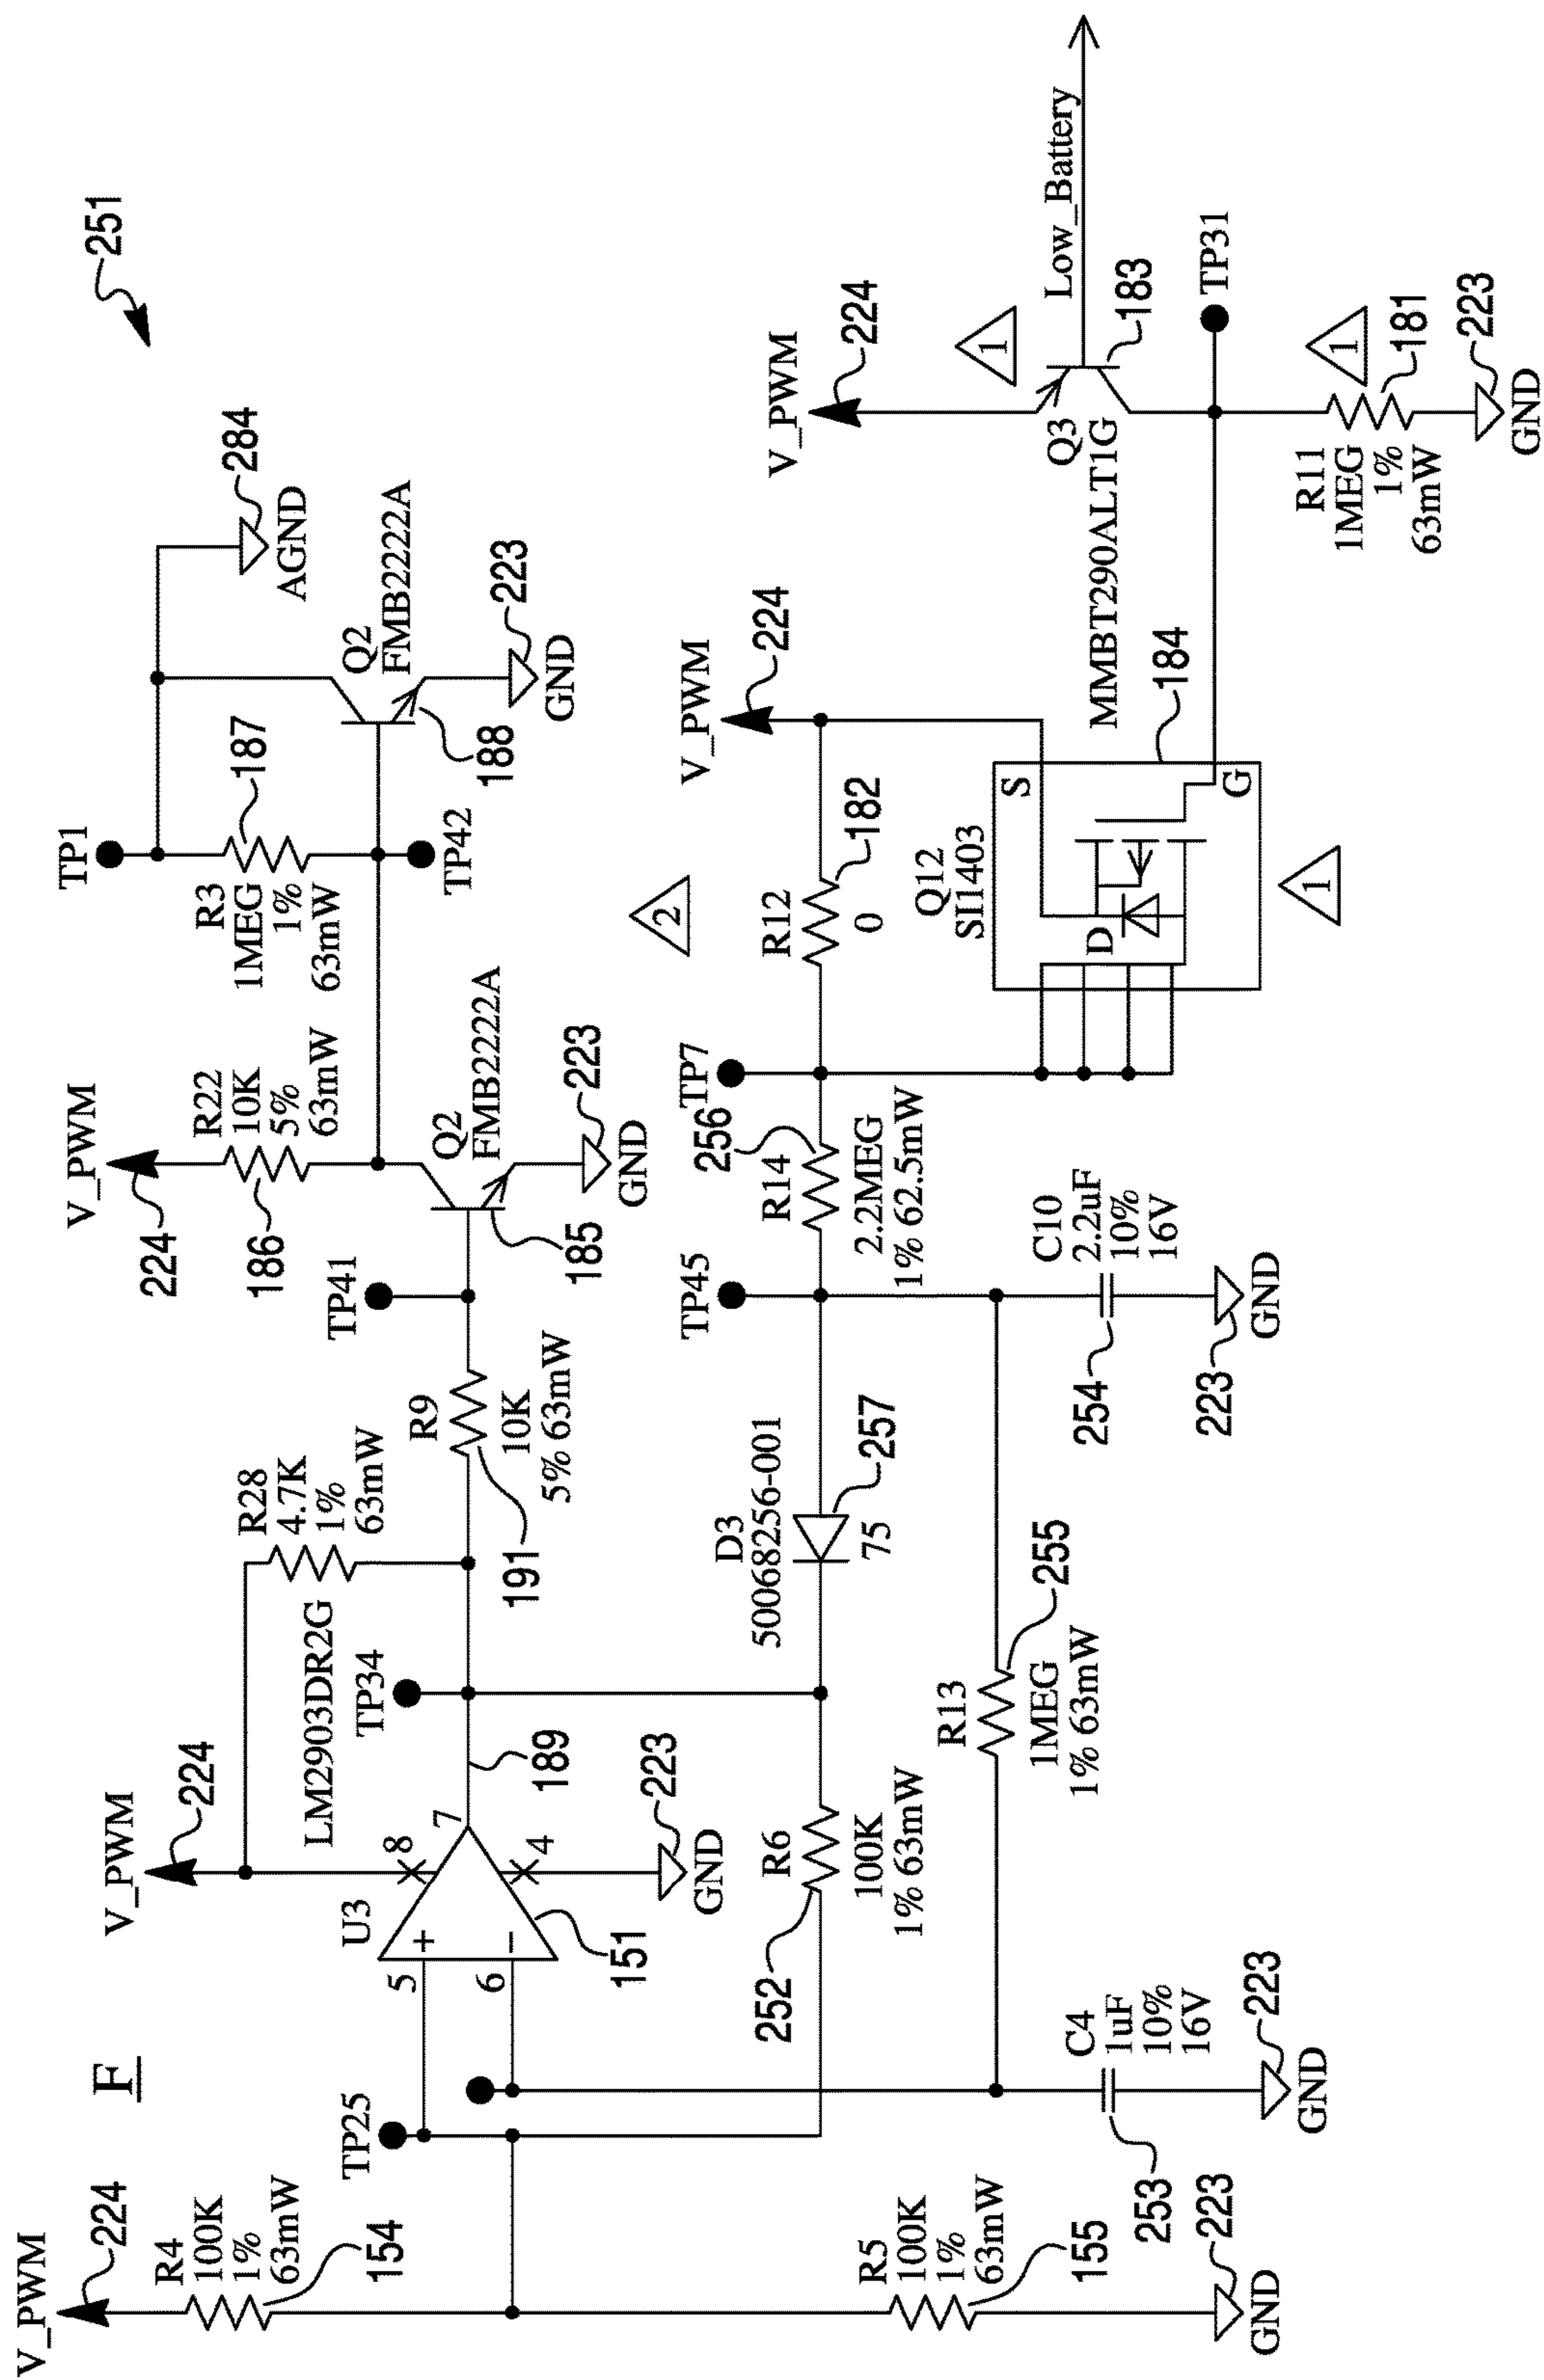 F
251
V_PWM
224
R4
100K
1%
63mW
154
R5
100K
1%
63mW
155
223
GND
TP25
5
6
+
−
U3
151
V_PWM
224
8
4
7
LM2903DR2G
223
GND
189
TP34
R28
4.7K
1%
63mW
R9
10K
5% 63mW
191
TP41
V_PWM
224
R22
10K
5%
63mW
186
Q2
FMB2222A
185
223
GND
TP1
R3
1MEG
1%
63mW
187
TP42
Q2
FMB2222A
188
223
GND
284
AGND
252
R6
100K
1% 63mW
D3
50068256-001
75
257
TP45
R14
2.2MEG
1% 62.5mW
256
TP7
2
R12
0
182
V_PWM
224
Q12
SI1403
S
D
G
184
1
V_PWM
224
1
Q3
MMBT290ALT1G
183
Low_Battery
TP31
R11
1MEG
1%
63mW
1
181
223
GND
C4
1uF
10%
16V
253
223
GND
R13
1MEG
1% 63mW
255
C10
2.2uF
10%
16V
254
223
GND